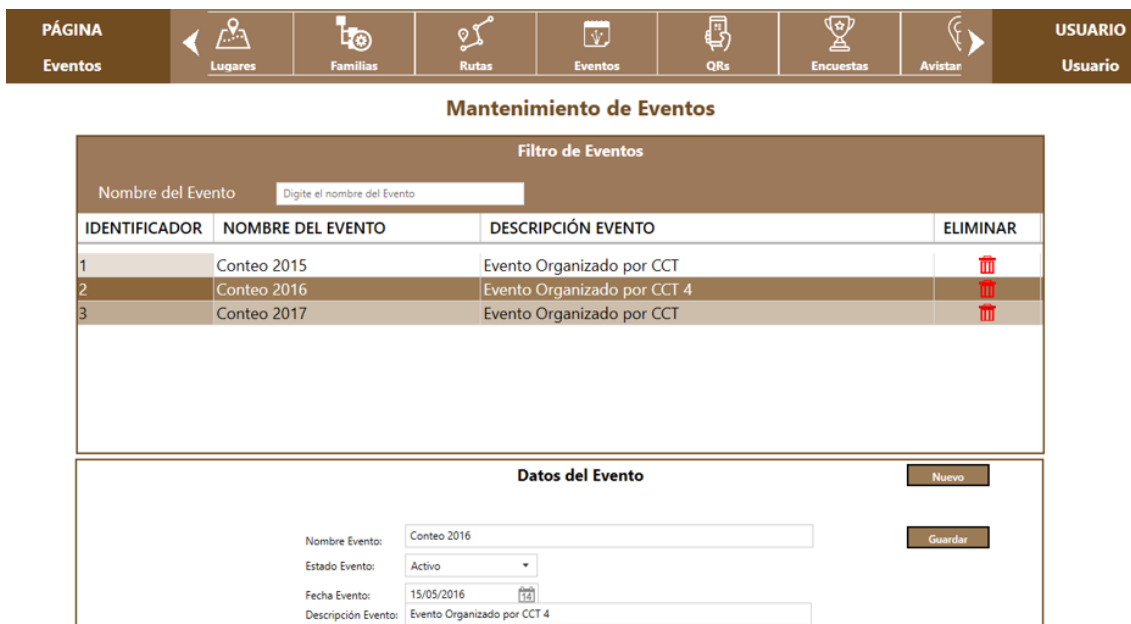 PÁGINA
Eventos
Lugares
Familias
Rutas
Eventos
QRs
Encuestas
Avistar
USUARIO
Usuario
Mantenimiento de Eventos
Filtro de Eventos
Nombre del Evento Digite el nombre del Evento
IDENTIFICADOR NOMBRE DEL EVENTO DESCRIPCIÓN EVENTO ELIMINAR
1 Conteo 2015 Evento Organizado por CCT
2 Conteo 2016 Evento Organizado por CCT 4
3 Conteo 2017 Evento Organizado por CCT
Datos del Evento Nuevo
Nombre Evento: Conteo 2016 Guardar
Estado Evento: Activo
Fecha Evento: 15/05/2016 14
Descripción Evento: Evento Organizado por CCT 4